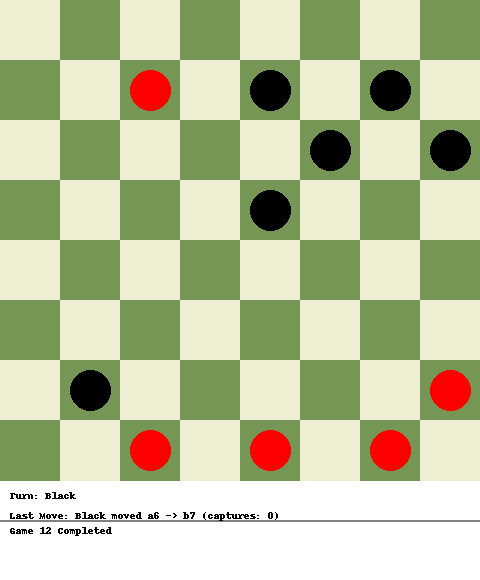 Turn: Black
Last Move: Black moved a6 -> b7 (captures: 0)
Game 12 Completed